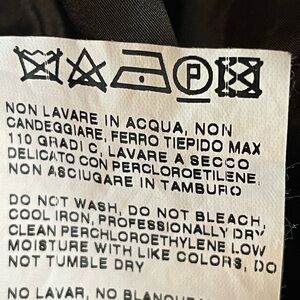 P
NON LAVARE IN ACQUA, NON
CANDEGGIARE, FERRO TIEPIDO MAX
110 GRADI C, LAVARE A SECCO
DELICATO CON PERCLOROETILENE,
NON ASCIUGARE IN TAMBURO
DO NOT WASH, DO NOT BLEACH,
COOL IRON, PROFESSIONALLY DRY
CLEAN PERCHLOROETHYLENE LOW
MOISTURE WITH LIKE COLORS, DO
NOT TUMBLE DRY
NO LAVAR, NO